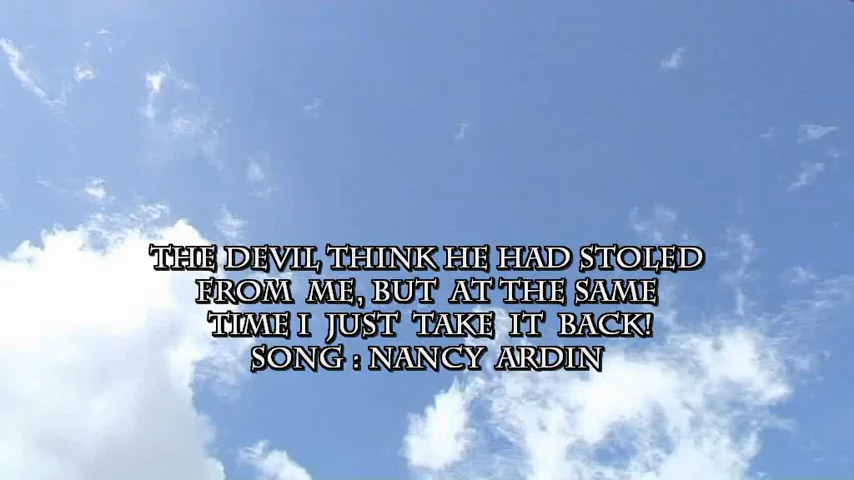 THE DEVIL THINK HE HAD STOLED
FROM ME, BUT AT THE SAME
TIME I JUST TAKE IT BACK!
SONG : NANCY ARDIN